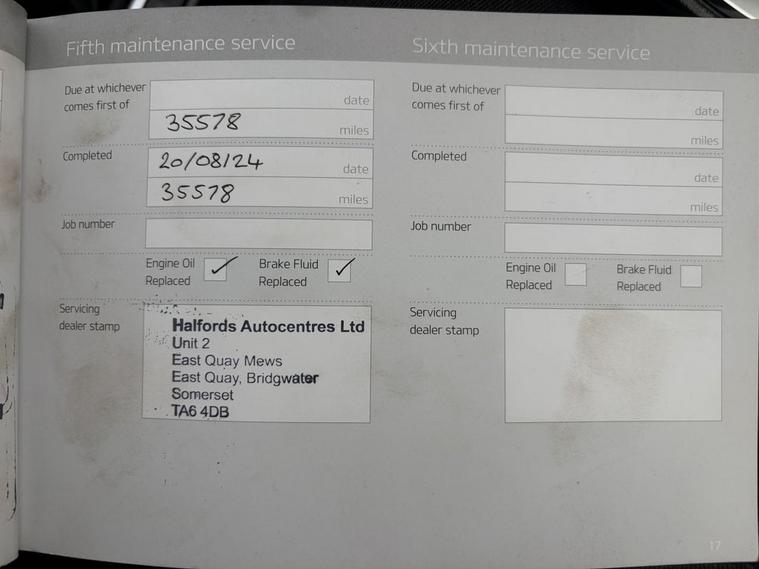 Fifth maintenance service
Due at whichever
comes first of
date
35578
miles
Completed
20/08/24
date
35578
miles
Job number
Engine Oil
Replaced
Brake Fluid
Replaced
Servicing
dealer stamp
Halfords Autocentres Ltd
Unit 2
East Quay Mews
East Quay, Bridgwater
Somerset
TA6 4DB
Sixth maintenance service
Due at whichever
comes first of
date
miles
Completed
date
miles
Job number
Engine Oil
Replaced
Brake Fluid
Replaced
Servicing
dealer stamp
17